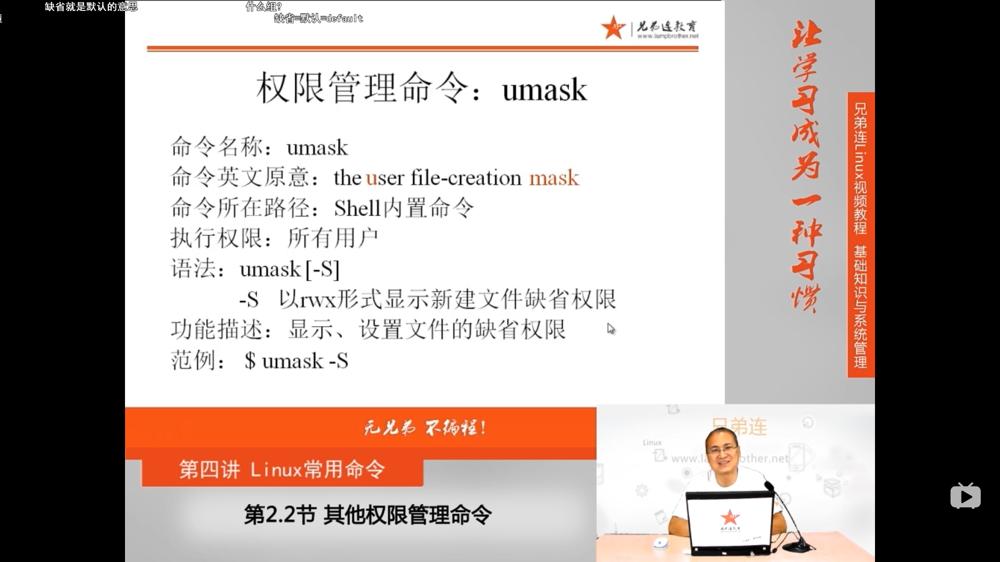 缺省就是默认的意思
什么组?
缺省=默认=default
兄弟连教育
www.lampbrother.net
权限管理命令：umask
命令名称：umask
命令英文原意：the user file-creation mask
命令所在路径：Shell内置命令
执行权限：所有用户
语法：umask [-S]
-S 以rwx形式显示新建文件缺省权限
功能描述：显示、设置文件的缺省权限
范例： $ umask -S
让学习成为一种习惯
兄弟连Linux视频教程 基础知识与系统管理
无兄弟 不编程!
第四讲 Linux常用命令
第2.2节 其他权限管理命令
兄弟连
Linux